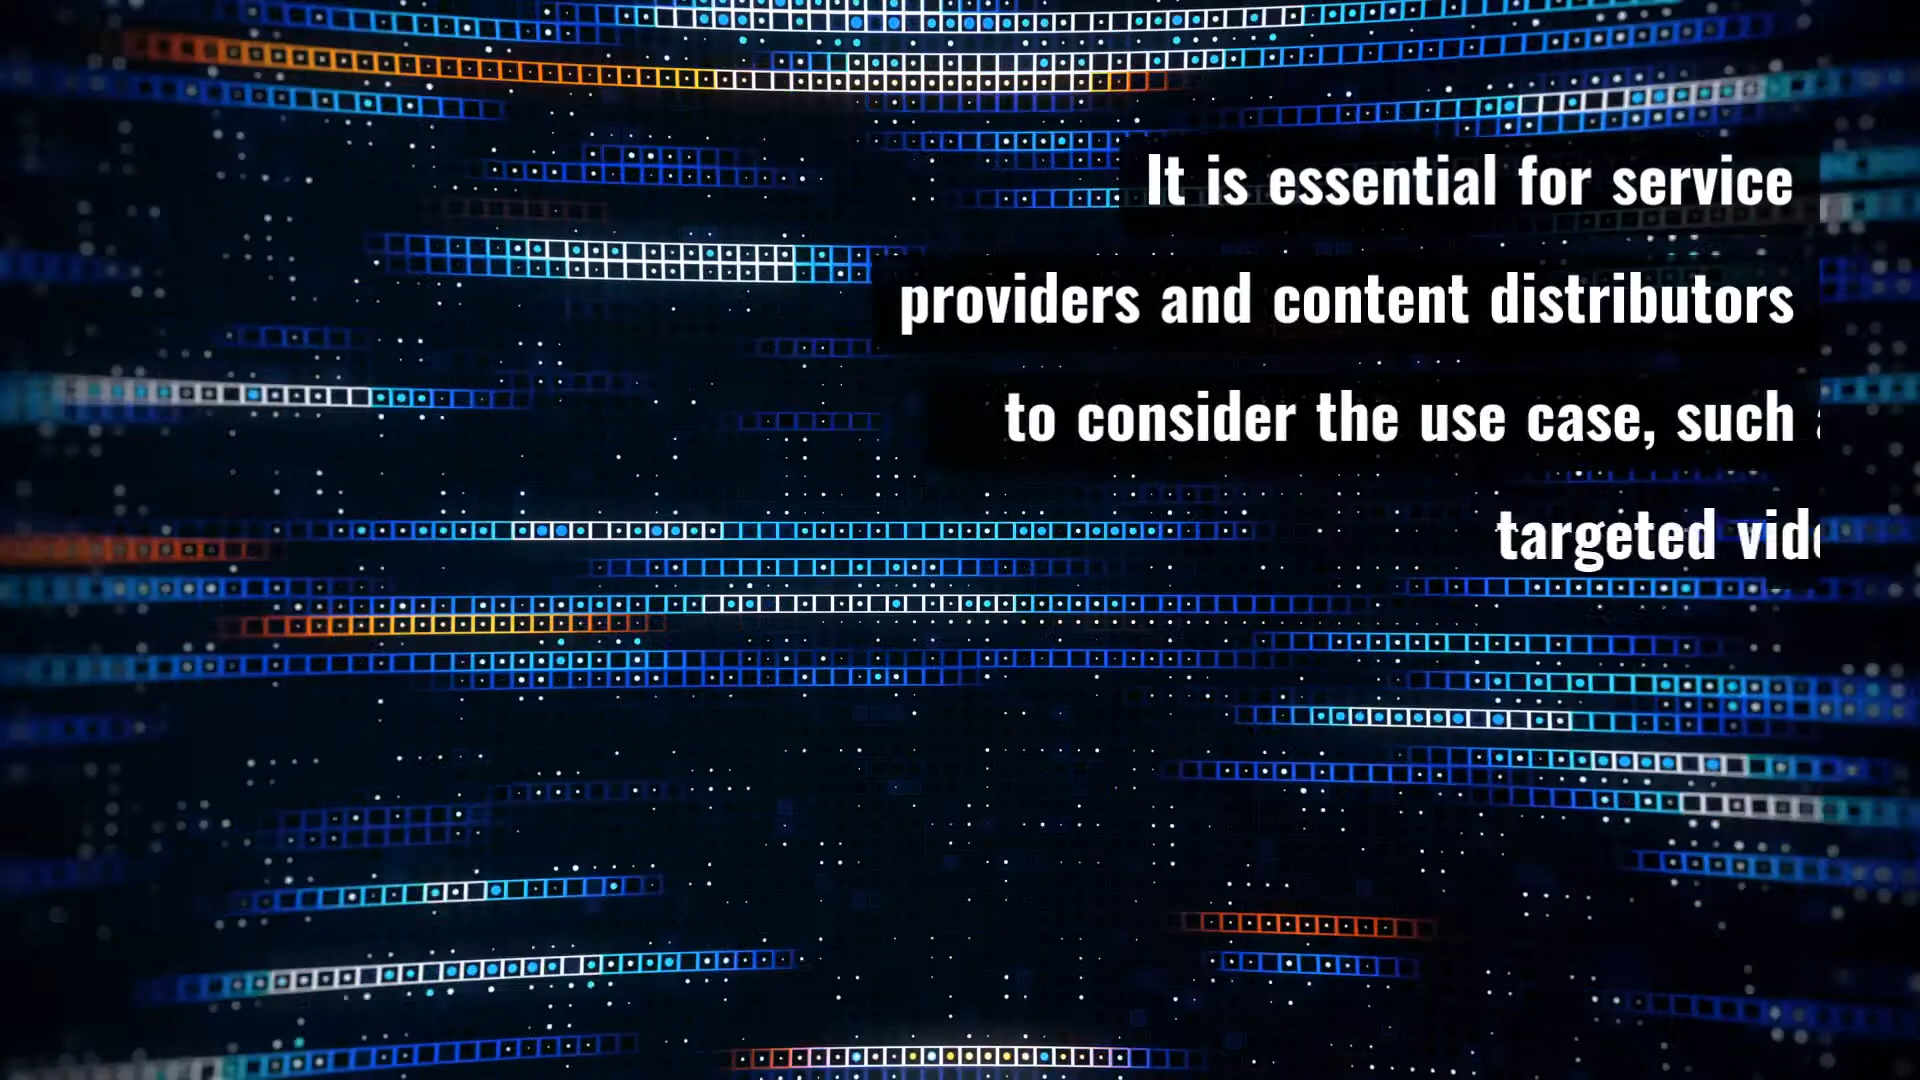 It is essential for service
providers and content distributors
to consider the use case, such
targeted